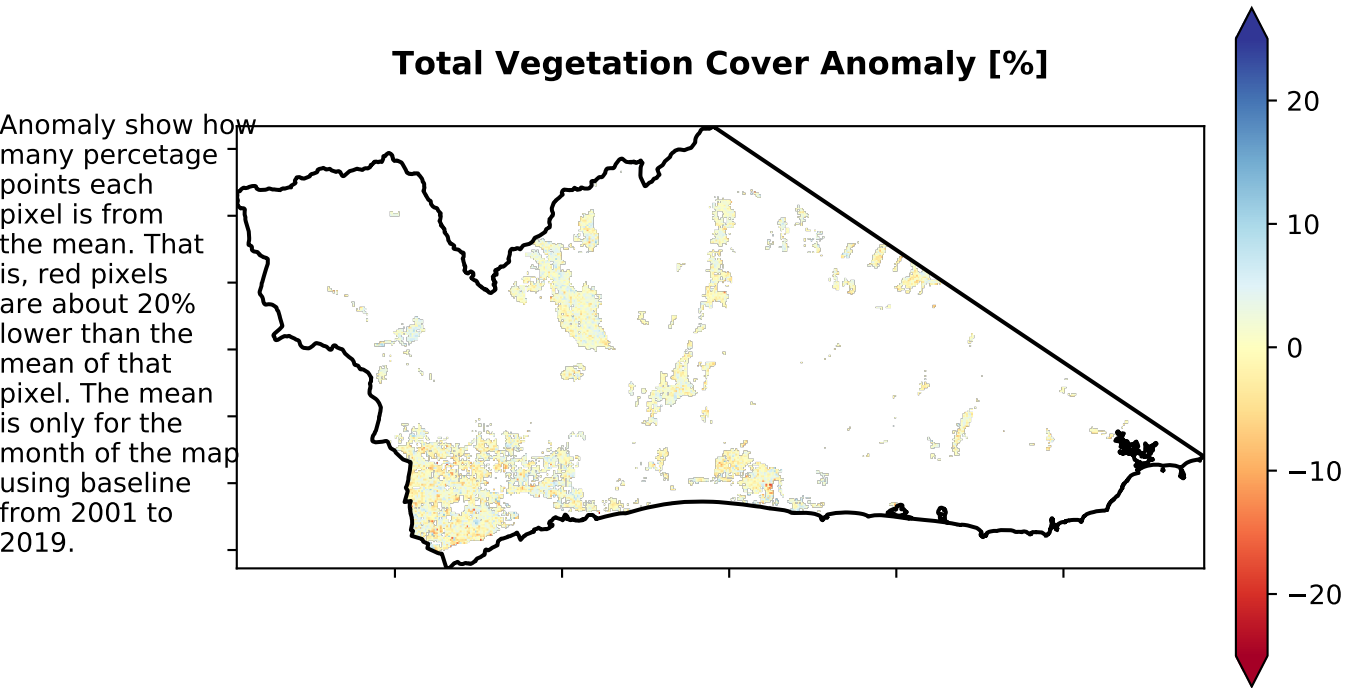 Total Vegetation Cover Anomaly [%]
Anomaly show how
many percetage
points each
pixel is from
the mean. That
is, red pixels
are about 20%
lower than the
mean of that
pixel. The mean
is only for the
month of the map
using baseline
from 2001 to
2019.
20
10
0
−10
−20